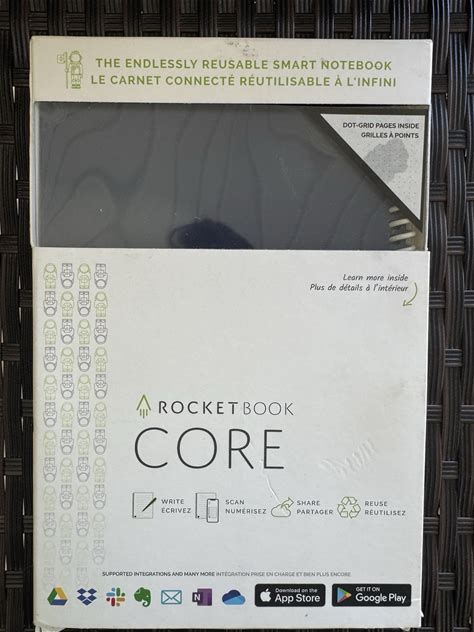 THE ENDLESSLY REUSABLE SMART NOTEBOOK
LE CARNET CONNECTÉ RÉUTILISABLE À L'INFINI
DOT-GRID PAGES INSIDE
GRILLES À POINTS
Learn more inside
Plus de détails à l'intérieur
ROCKETBOOK
CORE
WRITE
ÉCRIVEZ
SCAN
NUMÉRISEZ
SHARE
PARTAGER
REUSE
RÉUTILISEZ
SUPPORTED INTEGRATIONS AND MANY MORE INTÉGRATION PRISE EN CHARGE ET BIEN PLUS ENCORE
N
Download on the
App Store
GET IT ON
Google Play